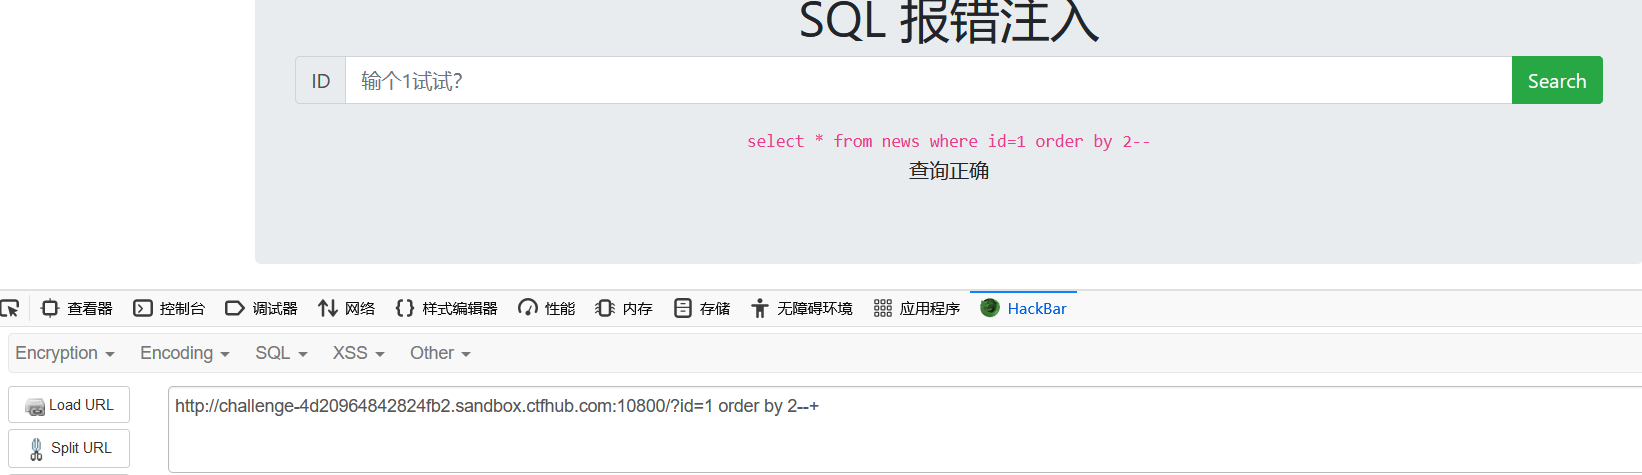 SQL 报错注入
ID 输个1试试? Search
select * from news where id=1 order by 2--
查询正确
查看器 控制台 调试器 网络 样式编辑器 性能 内存 存储 无障碍环境 应用程序 HackBar
Encryption Encoding SQL XSS Other
Load URL http://challenge-4d20964842824fb2.sandbox.ctfhub.com:10800/?id=1 order by 2--+
Split URL